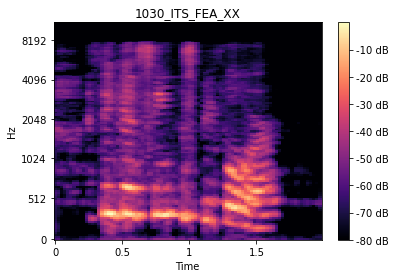 1030_ITS_FEA_XX
8192
4096
2048
1024
512
0
Hz
0
0.5
1
1.5
Time
-10 dB
-20 dB
-30 dB
-40 dB
-50 dB
-60 dB
-70 dB
-80 dB